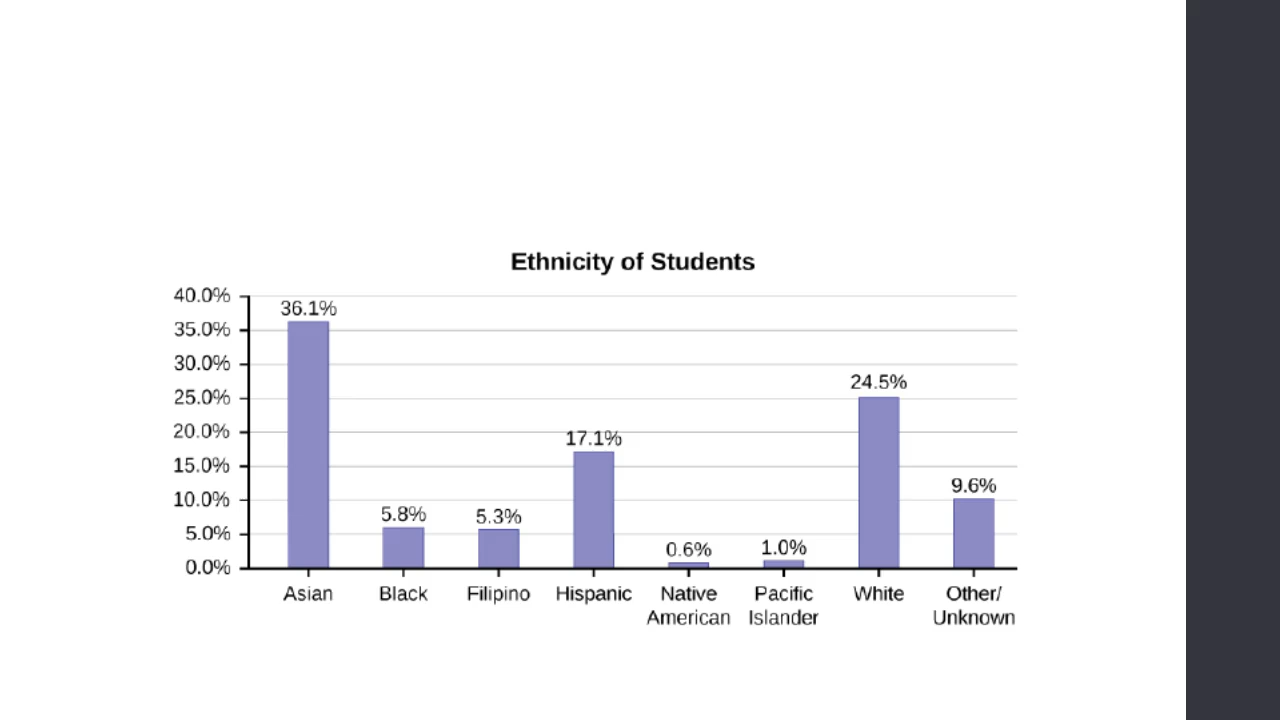 Ethnicity of Students
40.0%
36.1%
35.0%
30.0%
24.5%
25.0%
20.0%
17.1%
15.0%
9.6%
10.0%
5.8%
5.3%
5.0%
0.6%
1.0%
0.0%
Asian
Black
Filipino
Hispanic
Native
American
Pacific
Islander
White
Other/
Unknown